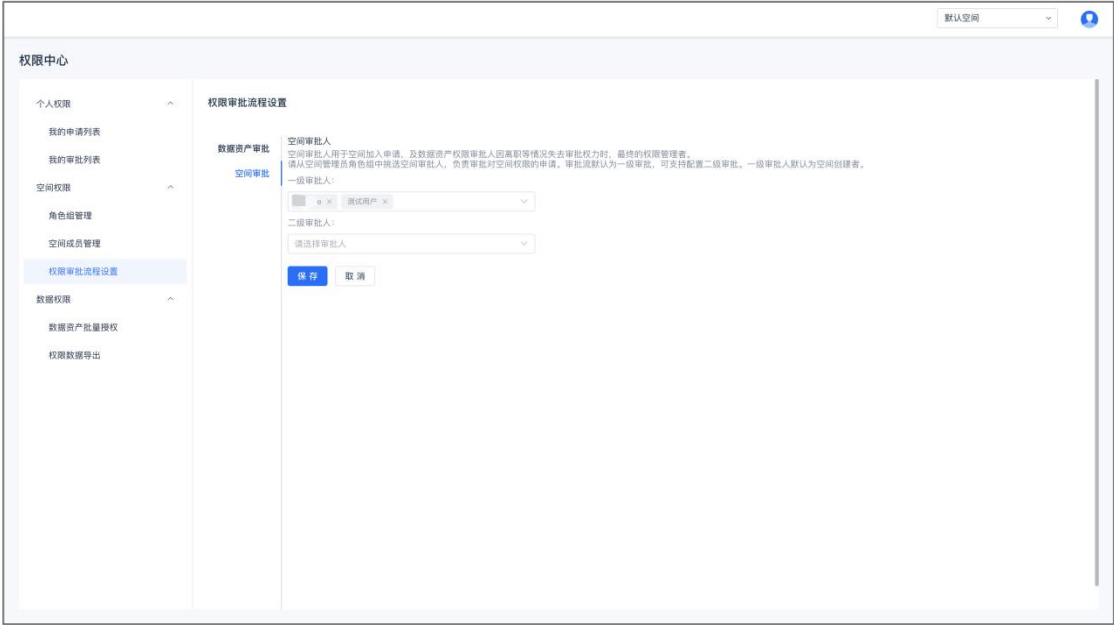 默认空间
权限中心
个人权限
我的申请列表
我的审批列表
空间权限
角色组管理
空间成员管理
权限审批流程设置
数据权限
数据资产批量授权
权限数据导出
权限审批流程设置
数据资产审批
空间审批
空间审批人
空间审批人用于空间加入申请，及数据资产权限审批人因离职等情况失去审批权力时，最终的权限管理者。
请从空间管理员角色组中挑选空间审批人，负责审批对空间权限的申请。审批流默认为一级审批，可支持配置二级审批。一级审批人默认为空间创建者。
一级审批人：
测试用户 ×
二级审批人：
请选择审批人
保存 取消